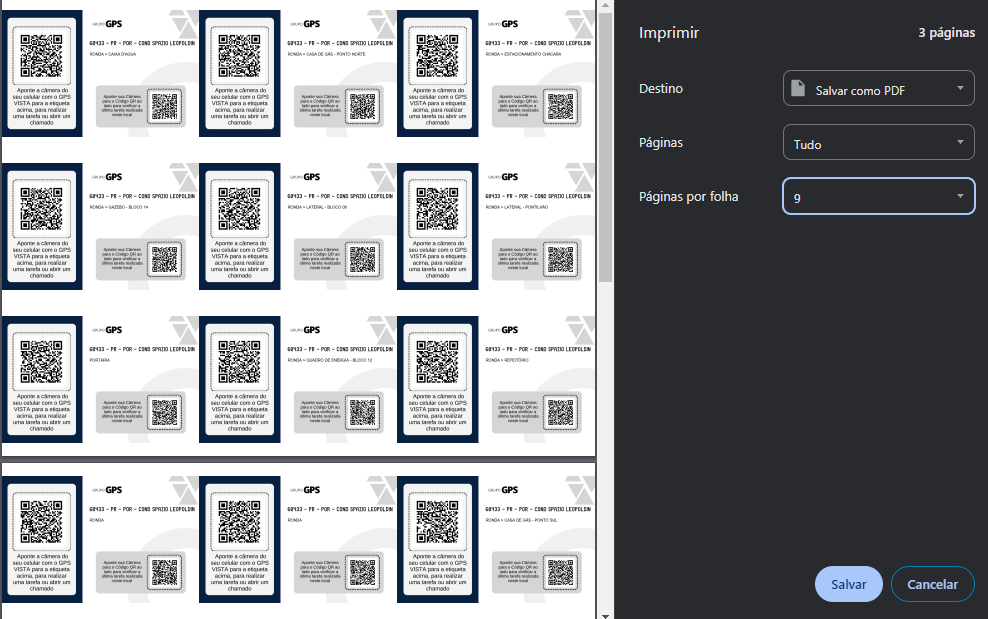 GRUPO GPS
60433 - PR - POR - COND SPAZIO LEOPOLDIN
RONDA > CAIXA D'AGUA
Aponte a câmera do
seu celular com o GPS
VISTA para a etiqueta
acima, para realizar
uma tarefa ou abrir um
chamado
Aponte sua Câmera
para o Código QR ao
lado para verificar a
última tarefa realizada
neste local
GRUPO GPS
60433 - PR - POR - COND SPAZIO LEOPOLDIN
RONDA > CASA DE GAS - PONTO NORTE
Aponte a câmera do
seu celular com o GPS
VISTA para a etiqueta
acima, para realizar
uma tarefa ou abrir um
chamado
Aponte sua Câmera
para o Código QR ao
lado para verificar a
última tarefa realizada
neste local
GRUPO GPS
60433 - PR - POR - COND SPAZIO LEOPOLDIN
RONDA > ESTACIONAMENTO CHÁCARA
Aponte a câmera do
seu celular com o GPS
VISTA para a etiqueta
acima, para realizar
uma tarefa ou abrir um
chamado
Aponte sua Câmera
para o Código QR ao
lado para verificar a
última tarefa realizada
neste local
GRUPO GPS
60433 - PR - POR - COND SPAZIO LEOPOLDIN
RONDA > GAZEBO - BLOCO 14
Aponte a câmera do
seu celular com o GPS
VISTA para a etiqueta
acima, para realizar
uma tarefa ou abrir um
chamado
Aponte sua Câmera
para o Código QR ao
lado para verificar a
última tarefa realizada
neste local
GRUPO GPS
60433 - PR - POR - COND SPAZIO LEOPOLDIN
RONDA > LATERAL - BLOCO 08
Aponte a câmera do
seu celular com o GPS
VISTA para a etiqueta
acima, para realizar
uma tarefa ou abrir um
chamado
Aponte sua Câmera
para o Código QR ao
lado para verificar a
última tarefa realizada
neste local
GRUPO GPS
60433 - PR - POR - COND SPAZIO LEOPOLDIN
RONDA > LATERAL - PONTILHÃO
Aponte a câmera do
seu celular com o GPS
VISTA para a etiqueta
acima, para realizar
uma tarefa ou abrir um
chamado
Aponte sua Câmera
para o Código QR ao
lado para verificar a
última tarefa realizada
neste local
GRUPO GPS
60433 - PR - POR - COND SPAZIO LEOPOLDIN
PORTARIA
Aponte a câmera do
seu celular com o GPS
VISTA para a etiqueta
acima, para realizar
uma tarefa ou abrir um
chamado
Aponte sua Câmera
para o Código QR ao
lado para verificar a
última tarefa realizada
neste local
GRUPO GPS
60433 - PR - POR - COND SPAZIO LEOPOLDIN
RONDA > QUADRO DE ENERGIA - BLOCO 12
Aponte a câmera do
seu celular com o GPS
VISTA para a etiqueta
acima, para realizar
uma tarefa ou abrir um
chamado
Aponte sua Câmera
para o Código QR ao
lado para verificar a
última tarefa realizada
neste local
GRUPO GPS
60433 - PR - POR - COND SPAZIO LEOPOLDIN
RONDA > REFEITÓRIO
Aponte a câmera do
seu celular com o GPS
VISTA para a etiqueta
acima, para realizar
uma tarefa ou abrir um
chamado
Aponte sua Câmera
para o Código QR ao
lado para verificar a
última tarefa realizada
neste local
GRUPO GPS
60433 - PR - POR - COND SPAZIO LEOPOLDIN
RONDA
Aponte a câmera do
seu celular com o GPS
VISTA para a etiqueta
acima, para realizar
uma tarefa ou abrir um
chamado
Aponte sua Câmera
para o Código QR ao
lado para verificar a
última tarefa realizada
neste local
GRUPO GPS
60433 - PR - POR - COND SPAZIO LEOPOLDIN
RONDA
Aponte a câmera do
seu celular com o GPS
VISTA para a etiqueta
acima, para realizar
uma tarefa ou abrir um
chamado
Aponte sua Câmera
para o Código QR ao
lado para verificar a
última tarefa realizada
neste local
GRUPO GPS
60433 - PR - POR - COND SPAZIO LEOPOLDIN
RONDA > CASA DE GÁS - PONTO SUL
Aponte a câmera do
seu celular com o GPS
VISTA para a etiqueta
acima, para realizar
uma tarefa ou abrir um
chamado
Aponte sua Câmera
para o Código QR ao
lado para verificar a
última tarefa realizada
neste local
Imprimir 3 páginas
Destino Salvar como PDF
Páginas Tudo
Páginas por folha 9
Salvar Cancelar